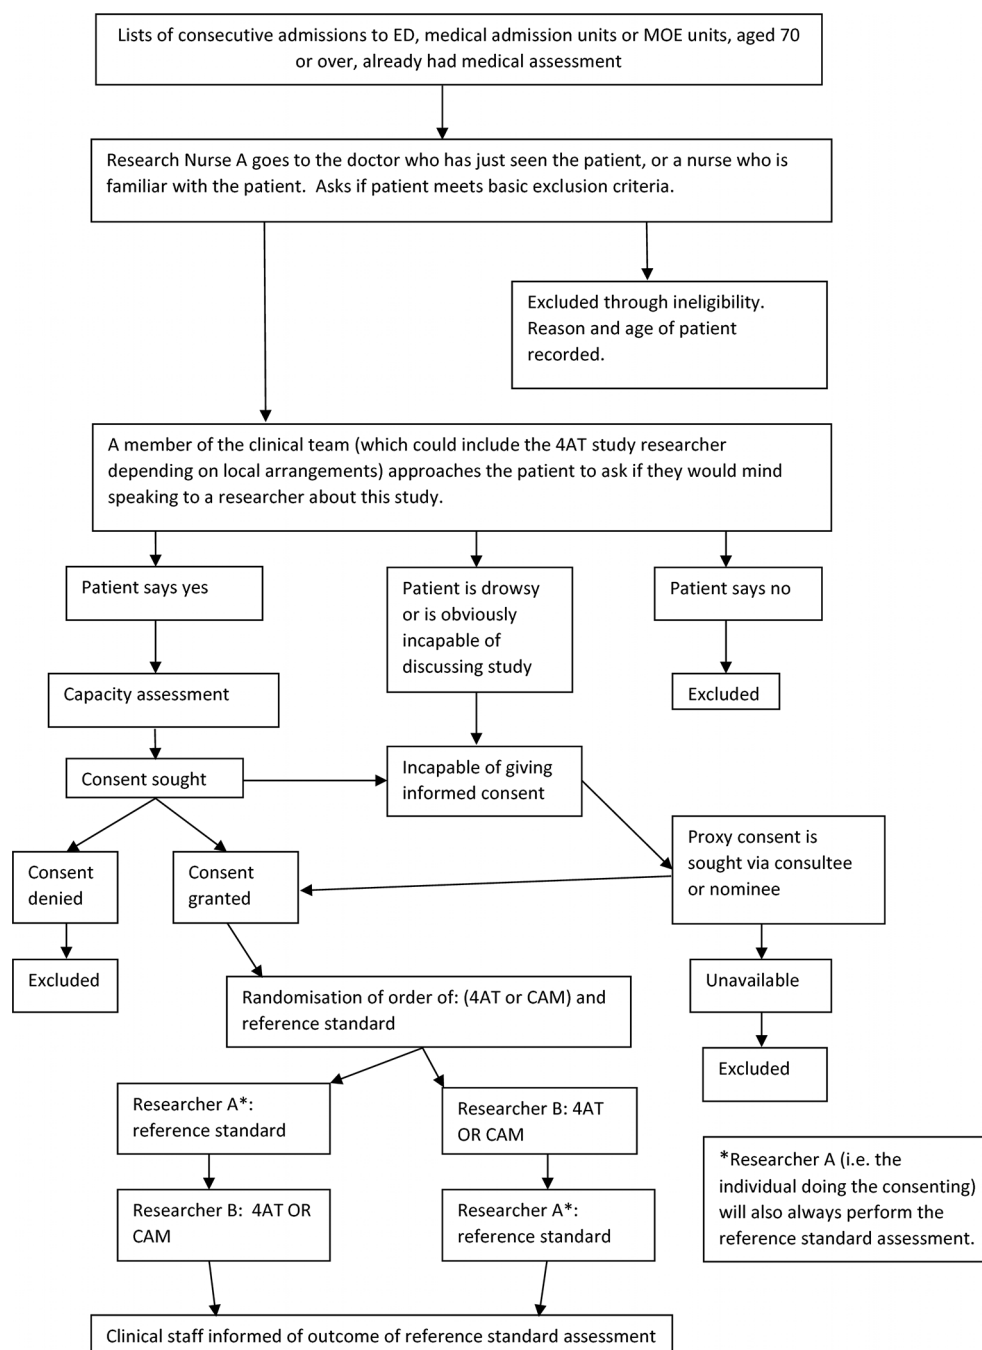 Lists of consecutive admissions to ED, medical admission units or MOE units, aged 70
or over, already had medical assessment
Research Nurse A goes to the doctor who has just seen the patient, or a nurse who is
familiar with the patient.  Asks if patient meets basic exclusion criteria.
Excluded through ineligibility.
Reason and age of patient
recorded.
A member of the clinical team (which could include the 4AT study researcher
depending on local arrangements) approaches the patient to ask if they would mind
speaking to a researcher about this study.
Patient says yes
Patient is drowsy
or is obviously
incapable of
discussing study
Patient says no
Capacity assessment
Excluded
Consent sought
Incapable of giving
informed consent
Proxy consent is
sought via consultee
or nominee
Consent
denied
Consent
granted
Excluded
Unavailable
Randomisation of order of: (4AT or CAM) and
reference standard
Excluded
Researcher A*:
reference standard
Researcher B: 4AT
OR CAM
Researcher B:  4AT OR
CAM
Researcher A*:
reference standard
*Researcher A (i.e. the
individual doing the consenting)
will also always perform the
reference standard assessment.
Clinical staff informed of outcome of reference standard assessment